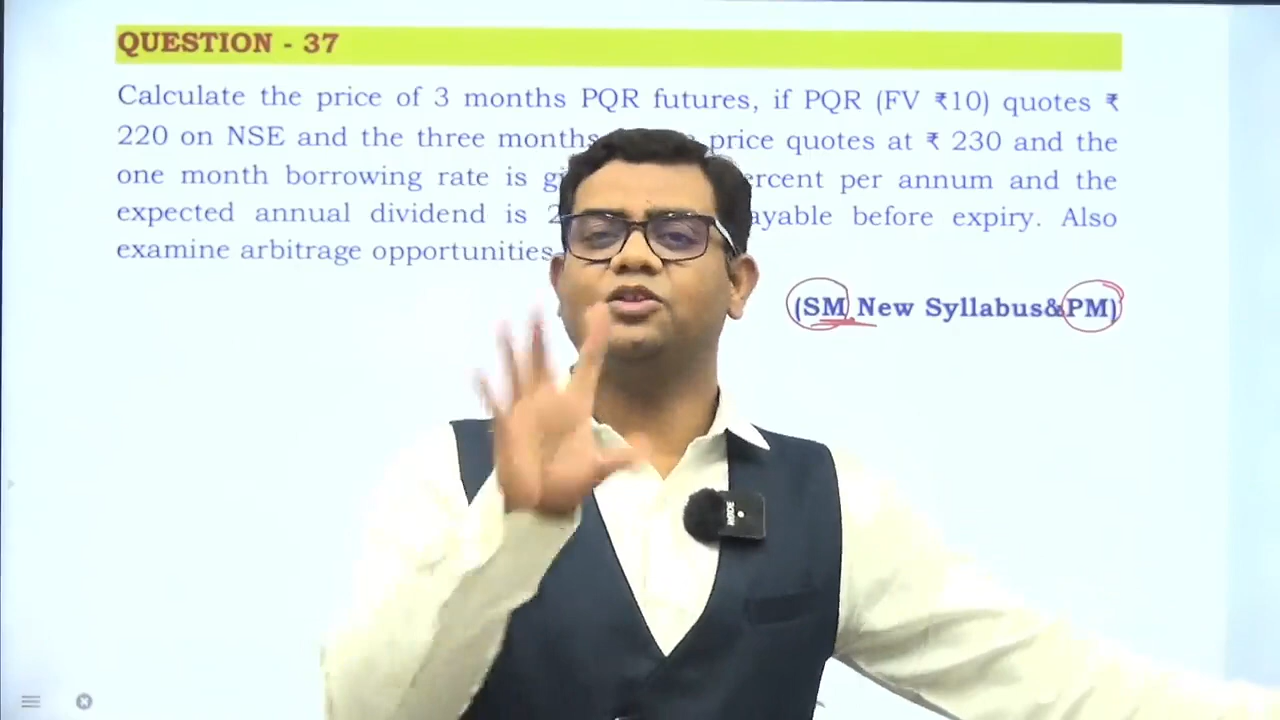 QUESTION - 37
Calculate the price of 3 months PQR futures, if PQR (FV ₹10) quotes ₹
220 on NSE and the three months price quotes at ₹ 230 and the
one month borrowing rate is per annum and the
expected annual dividend is before expiry. Also
examine arbitrage opportunities
(SM New Syllabus&PM)